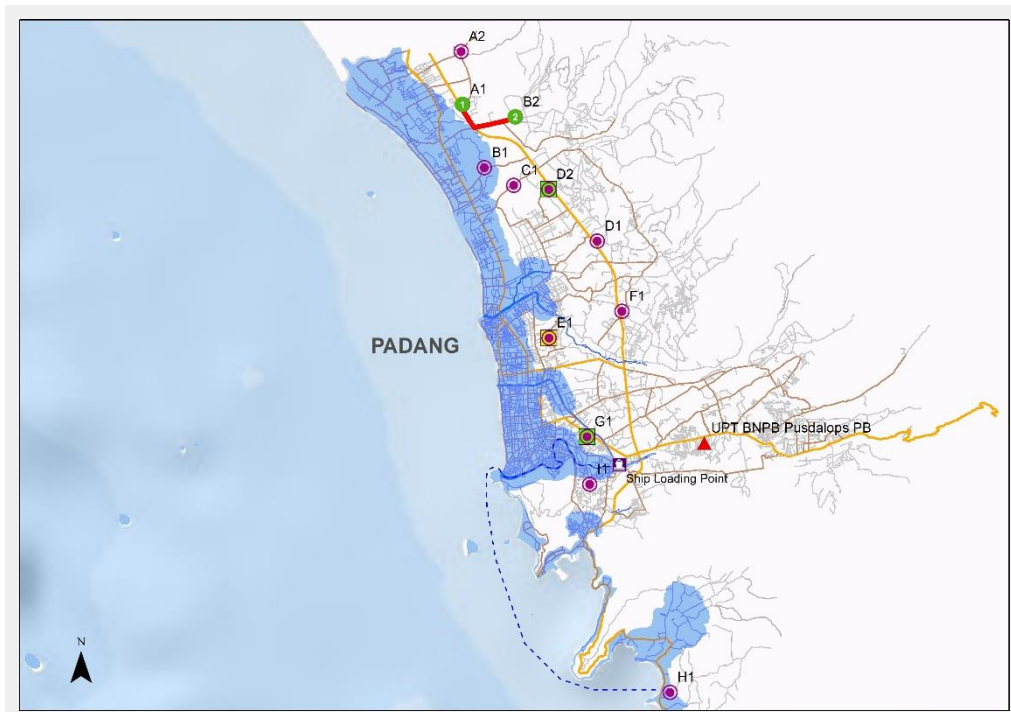 A2
A1
1
B2
2
B1
C1
D2
D1
F1
PADANG
E1
G1
UPT BNPB Pusdalops PB
I1
Ship Loading Point
N
H1